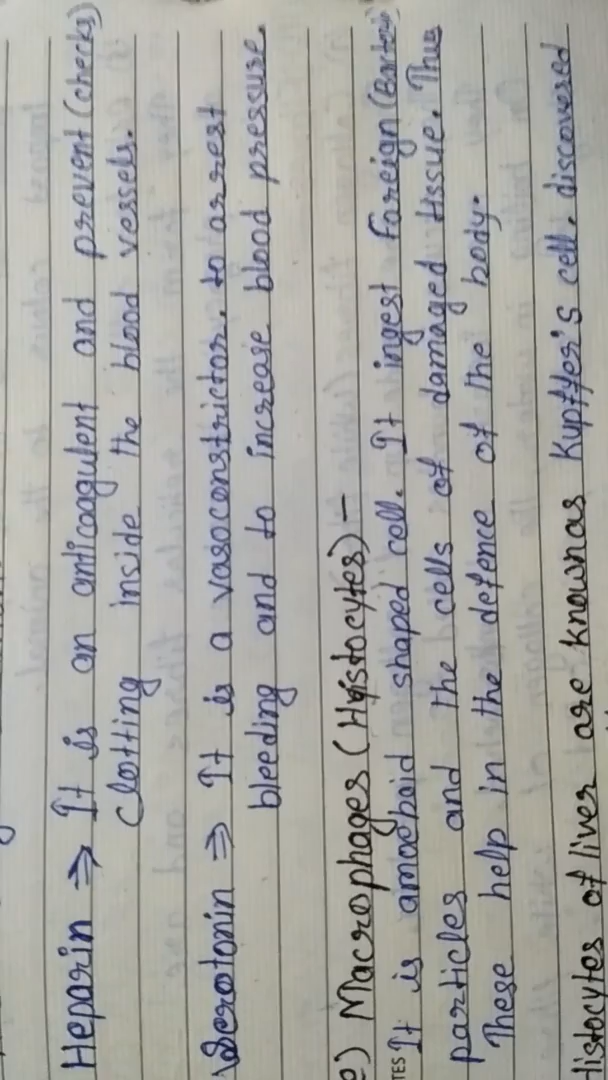 Heparin ⇒ It is an anticoagulent and prevent (checks)
Clotting inside the blood vessels.
Serotonin ⇒ It is a vasoconstrictor, to arrest
bleeding and to increase blood pressure.
) Macrophages (Hyistocytes) –
TES
It is amoeboid shaped cell. It ingest Foreign
particles and the cells of damaged tissue. Thus
These help in the defence of the body.
Histocytes of liver are knownas Kupffer's cell. discovered